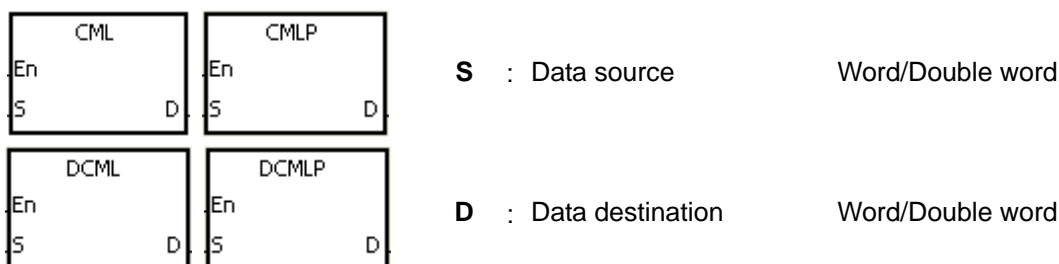 CML CMLP
En En
S D S D
S : Data source Word/Double word
DCML DCMLP
En En
S D S D
D : Data destination Word/Double word